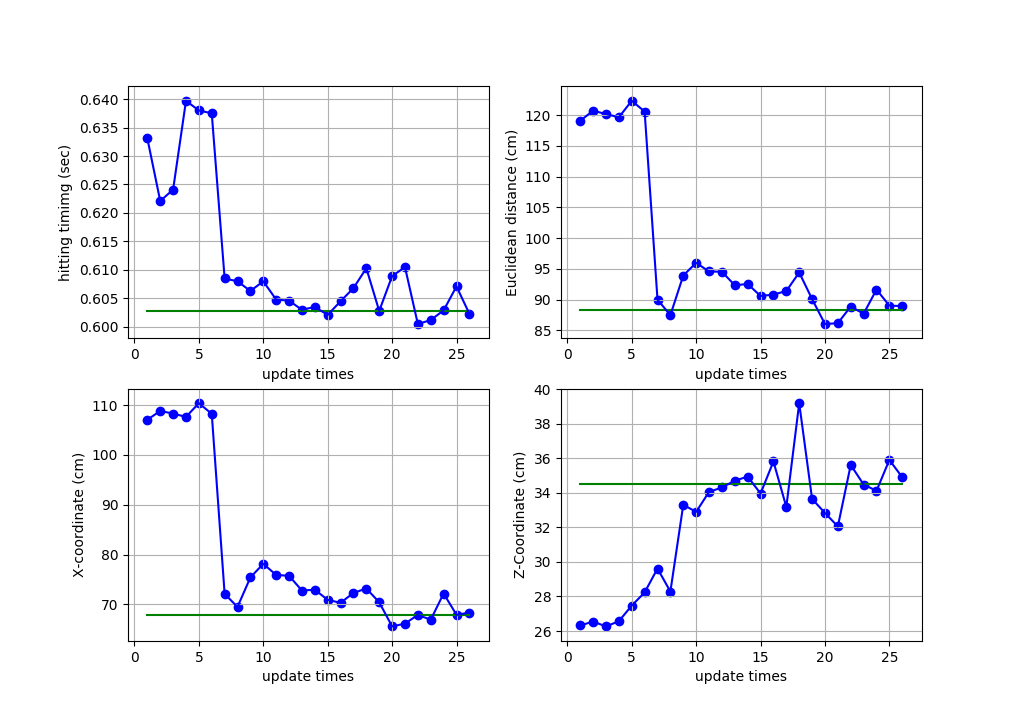 hitting timimg (sec)
0.640
0.635
0.630
0.625
0.620
0.615
0.610
0.605
0.600
0 5 10 15 20 25
update times
Euclidean distance (cm)
120
115
110
105
100
95
90
85
0 5 10 15 20 25
update times
X-coordinate (cm)
110
100
90
80
70
0 5 10 15 20 25
update times
Z-Coordinate (cm)
40
38
36
34
32
30
28
26
0 5 10 15 20 25
update times